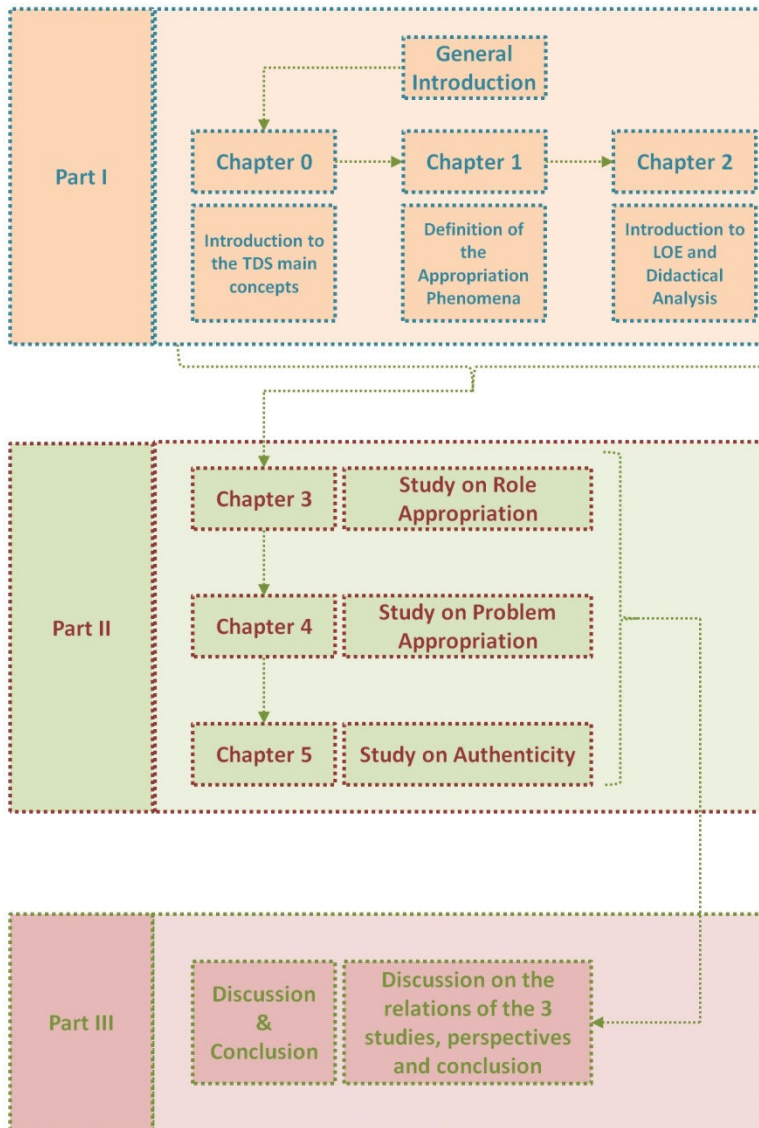 General
Introduction
Part I
Chapter 0
Chapter 1
Chapter 2
Introduction to
the TDS main
concepts
Definition of
the
Appropriation
Phenomena
Introduction to
LOE and
Didactical
Analysis
Part II
Chapter 3
Study on Role
Appropriation
Chapter 4
Study on Problem
Appropriation
Chapter 5
Study on Authenticity
Part III
Discussion
&
Conclusion
Discussion on the
relations of the 3
studies, perspectives
and conclusion